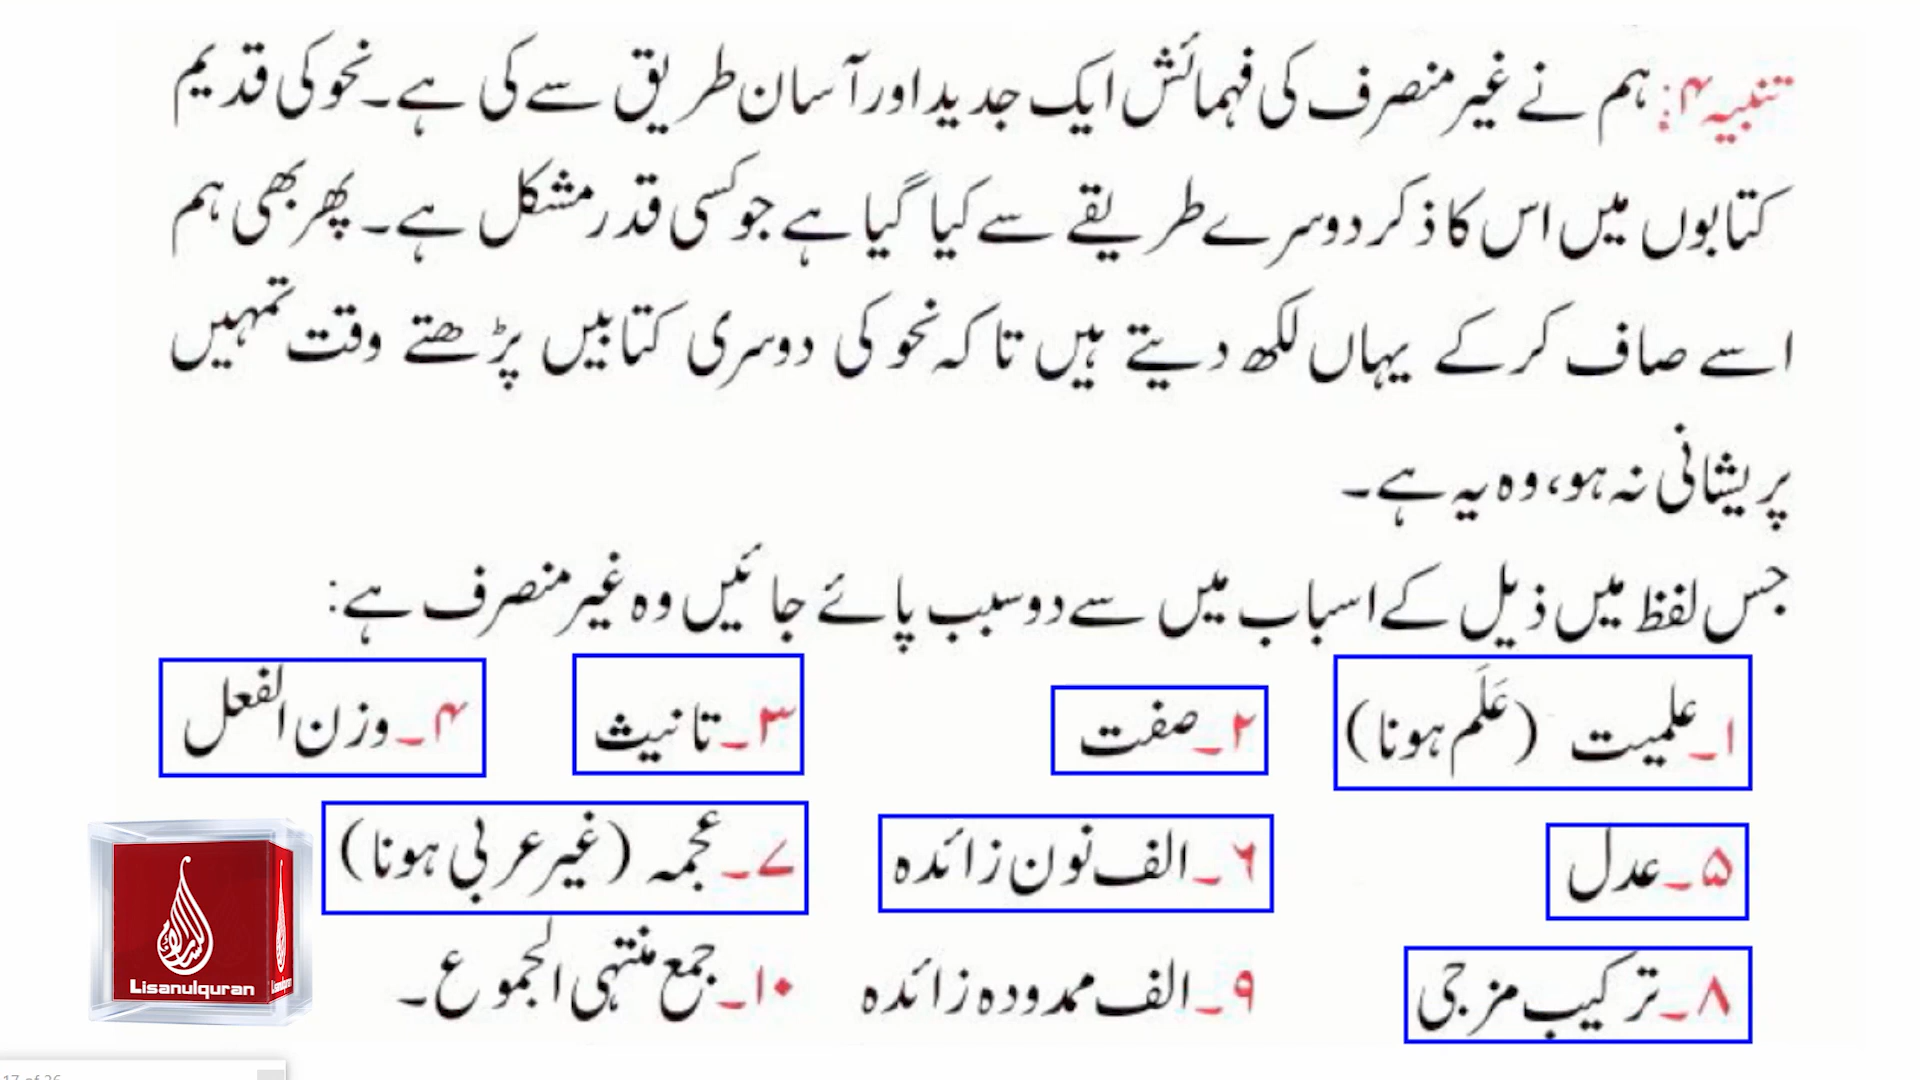 تنبیہ ۴: ہم نے غیر منصرف کی فہمائش ایک جدید اور آسان طریق سے کی ہے۔ نحو کی قدیم
کتابوں میں اس کا ذکر دوسرے طریقے سے کیا گیا ہے جو کسی قدر مشکل ہے۔ پھر بھی ہم
اسے صاف کر کے یہاں لکھ دیتے ہیں تا کہ نحو کی دوسری کتابیں پڑھتے وقت تمہیں
پریشانی نہ ہو، وہ یہ ہے۔
جس لفظ میں ذیل کے اسباب میں سے دو سبب پائے جائیں وہ غیر منصرف ہے:
۱۔ علمیت (عَلَم ہونا) ۲۔ صفت ۳۔ تانیث ۴۔ وزن الفعل
۵۔ عدل ۶۔ الف نون زائدہ ۷۔ عجمہ (غیر عربی ہونا)
۸۔ ترکیب مزجی ۹۔ الف ممدودہ زائدہ ۱۰۔ جمع منتہی الجموع۔
Lisanulquran